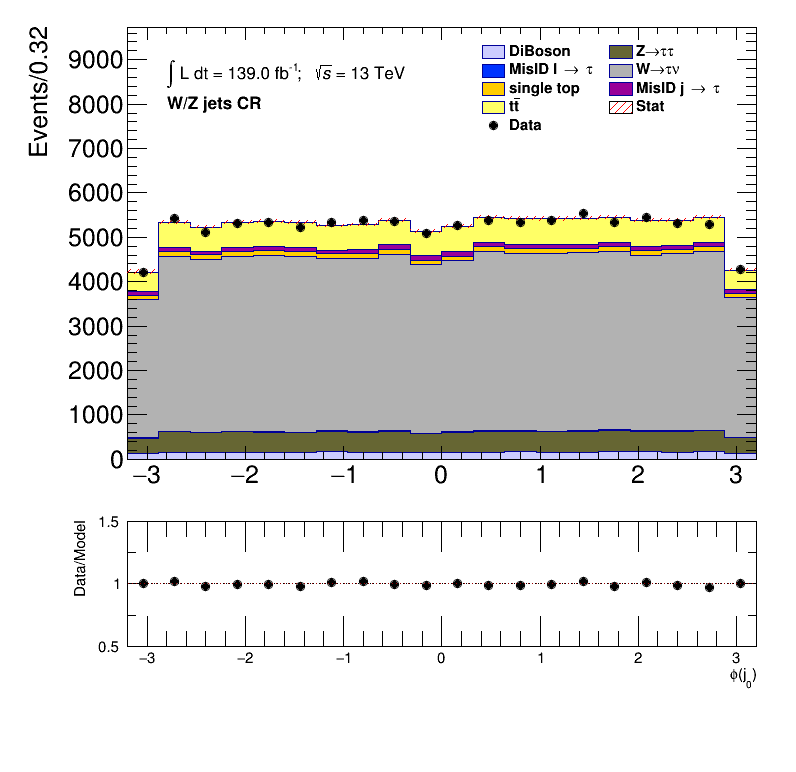 Events/0.32
9000
8000
7000
6000
5000
4000
3000
2000
1000
0
∫ L dt = 139.0 fb⁻¹; √s = 13 TeV
W/Z jets CR
DiBoson
MisID l → τ
single top
tt̄
Data
Z→ττ
W→τν
MisID j → τ
Stat
−3 −2 −1 0 1 2 3
Data/Model
1.5
1
0.5
−3 −2 −1 0 1 2 3
ϕ(j₀)